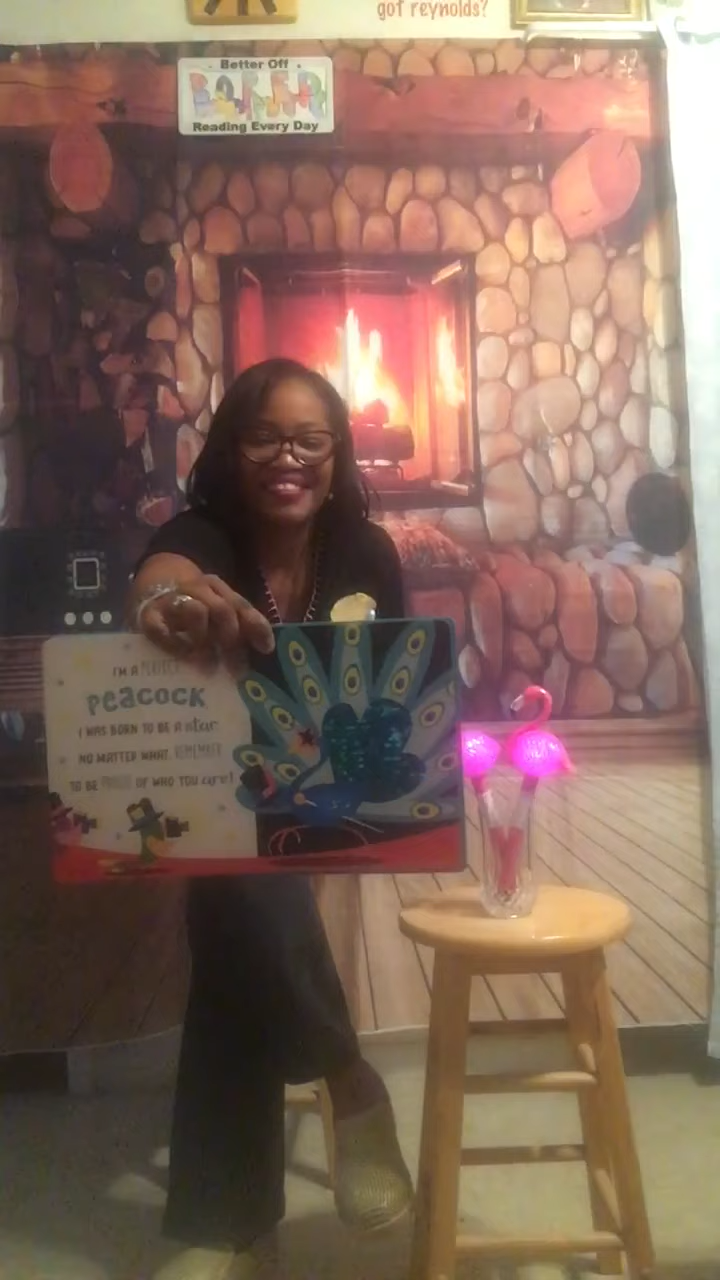 got reynolds?
Better Off
Reading Every Day
I'M A PERFECT
PEACOCK
I WAS BORN TO BE A star
NO MATTER WHAT, REMEMBER
TO BE PROUD OF WHO YOU are!